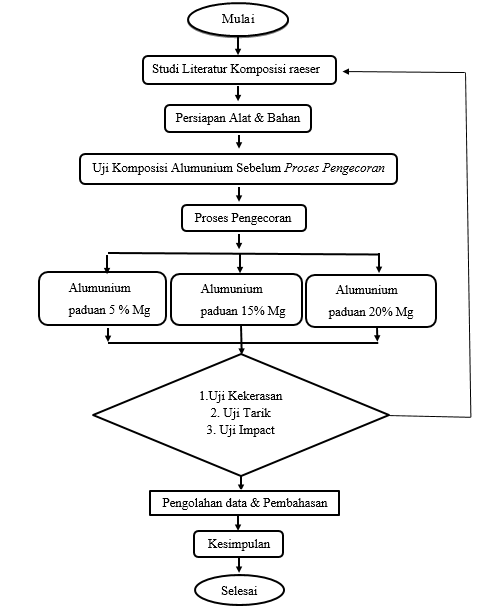 Mulai
Studi Literatur Komposisi raeser
Persiapan Alat & Bahan
Uji Komposisi Alumunium Sebelum Proses Pengecoran
Proses Pengecoran
Alumunium
paduan 5 % Mg
Alumunium
paduan 15% Mg
Alumunium
paduan 20% Mg
1.Uji Kekerasan
2. Uji Tarik
3. Uji Impact
Pengolahan data & Pembahasan
Kesimpulan
Selesai